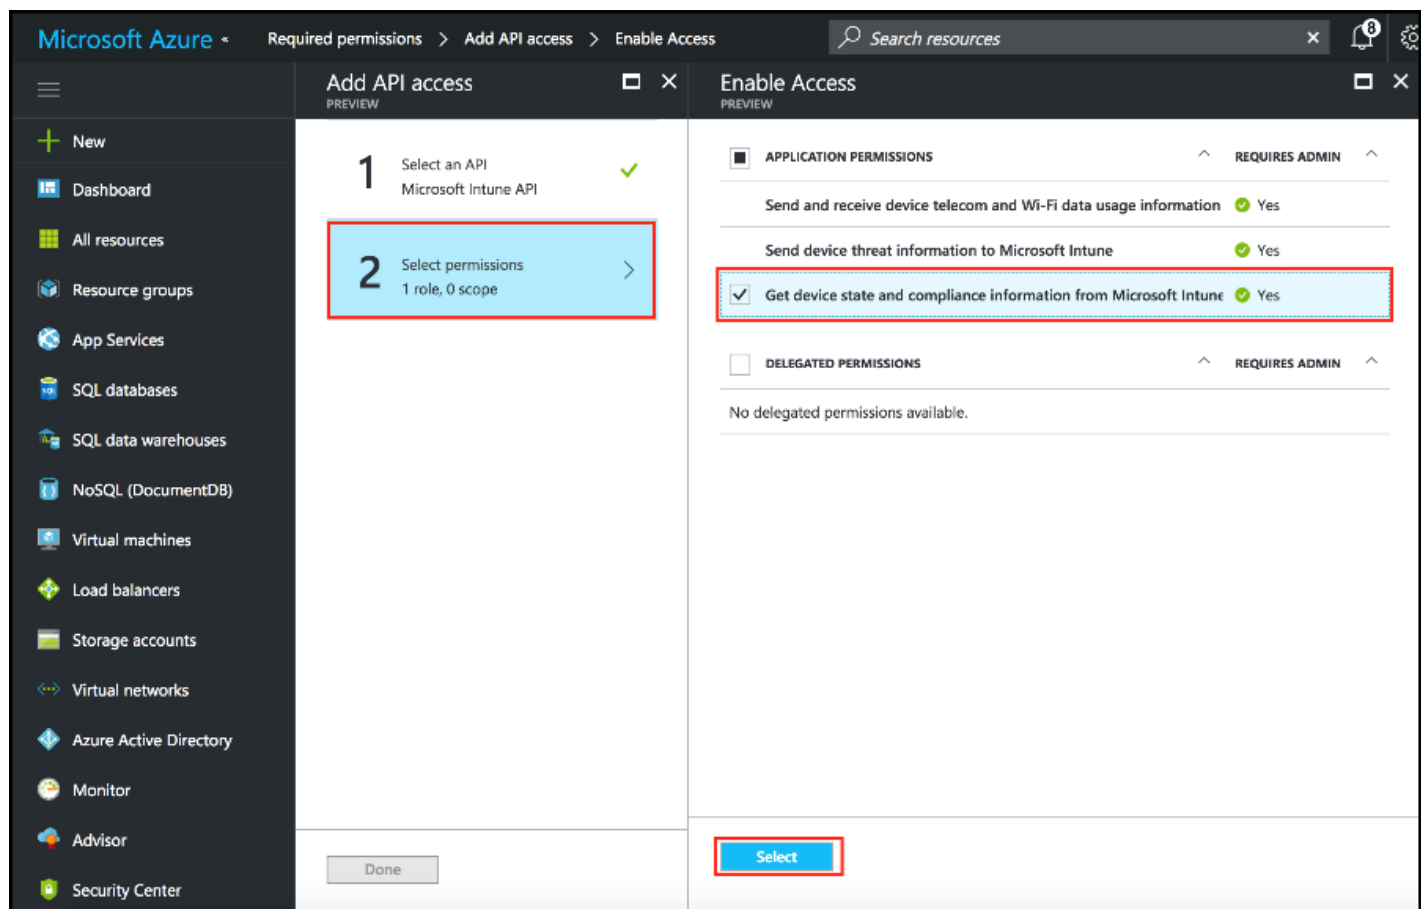 Microsoft Azure «
Required permissions > Add API access > Enable Access
Search resources
8
Add API access
PREVIEW
Enable Access
PREVIEW
New
Dashboard
All resources
Resource groups
App Services
SQL databases
SQL data warehouses
NoSQL (DocumentDB)
Virtual machines
Load balancers
Storage accounts
Virtual networks
Azure Active Directory
Monitor
Advisor
Security Center
1
Select an API
Microsoft Intune API
2
Select permissions
1 role, 0 scope
Done
APPLICATION PERMISSIONS REQUIRES ADMIN
Send and receive device telecom and Wi-Fi data usage information Yes
Send device threat information to Microsoft Intune Yes
Get device state and compliance information from Microsoft Intune Yes
DELEGATED PERMISSIONS REQUIRES ADMIN
No delegated permissions available.
Select